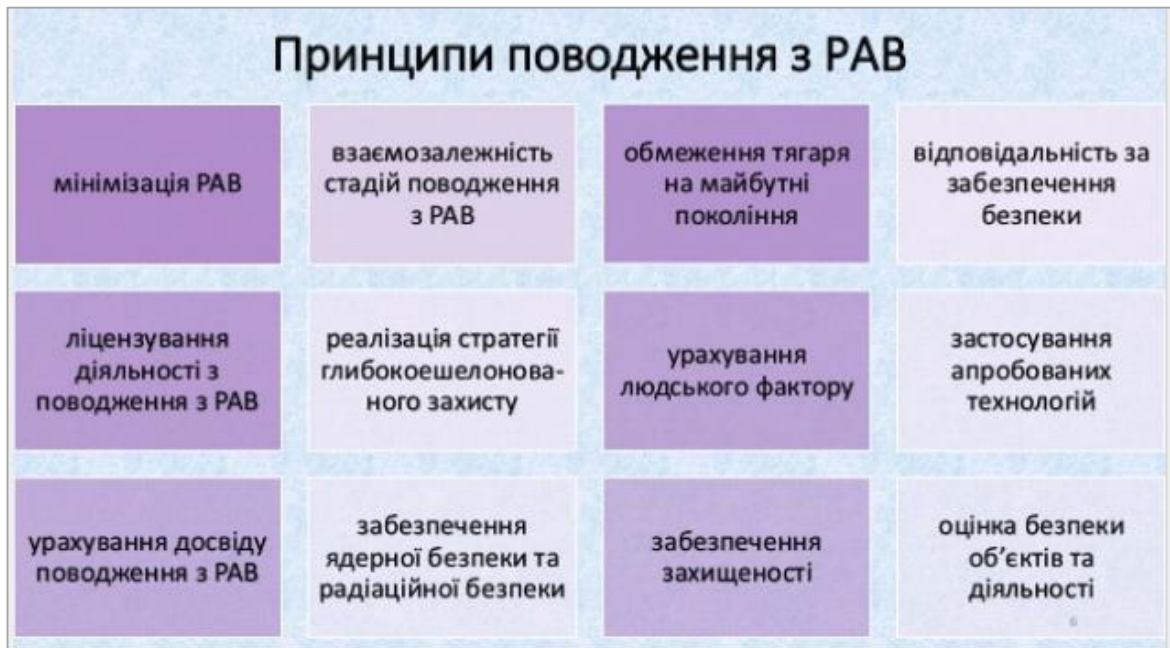 Принципи поводження з РАВ
мінімізація РАВ
взаємозалежність
стадій поводження
з РАВ
обмеження тягаря
на майбутні
покоління
відповідальність за
забезпечення
безпеки
ліцензування
діяльності з
поводження з РАВ
реалізація стратегії
глибокоешелонова-
ного захисту
урахування
людського фактору
застосування
апробованих
технологій
урахування досвіду
поводження з РАВ
забезпечення
ядерної безпеки та
радіаційної безпеки
забезпечення
захищеності
оцінка безпеки
об’єктів та
діяльності
6